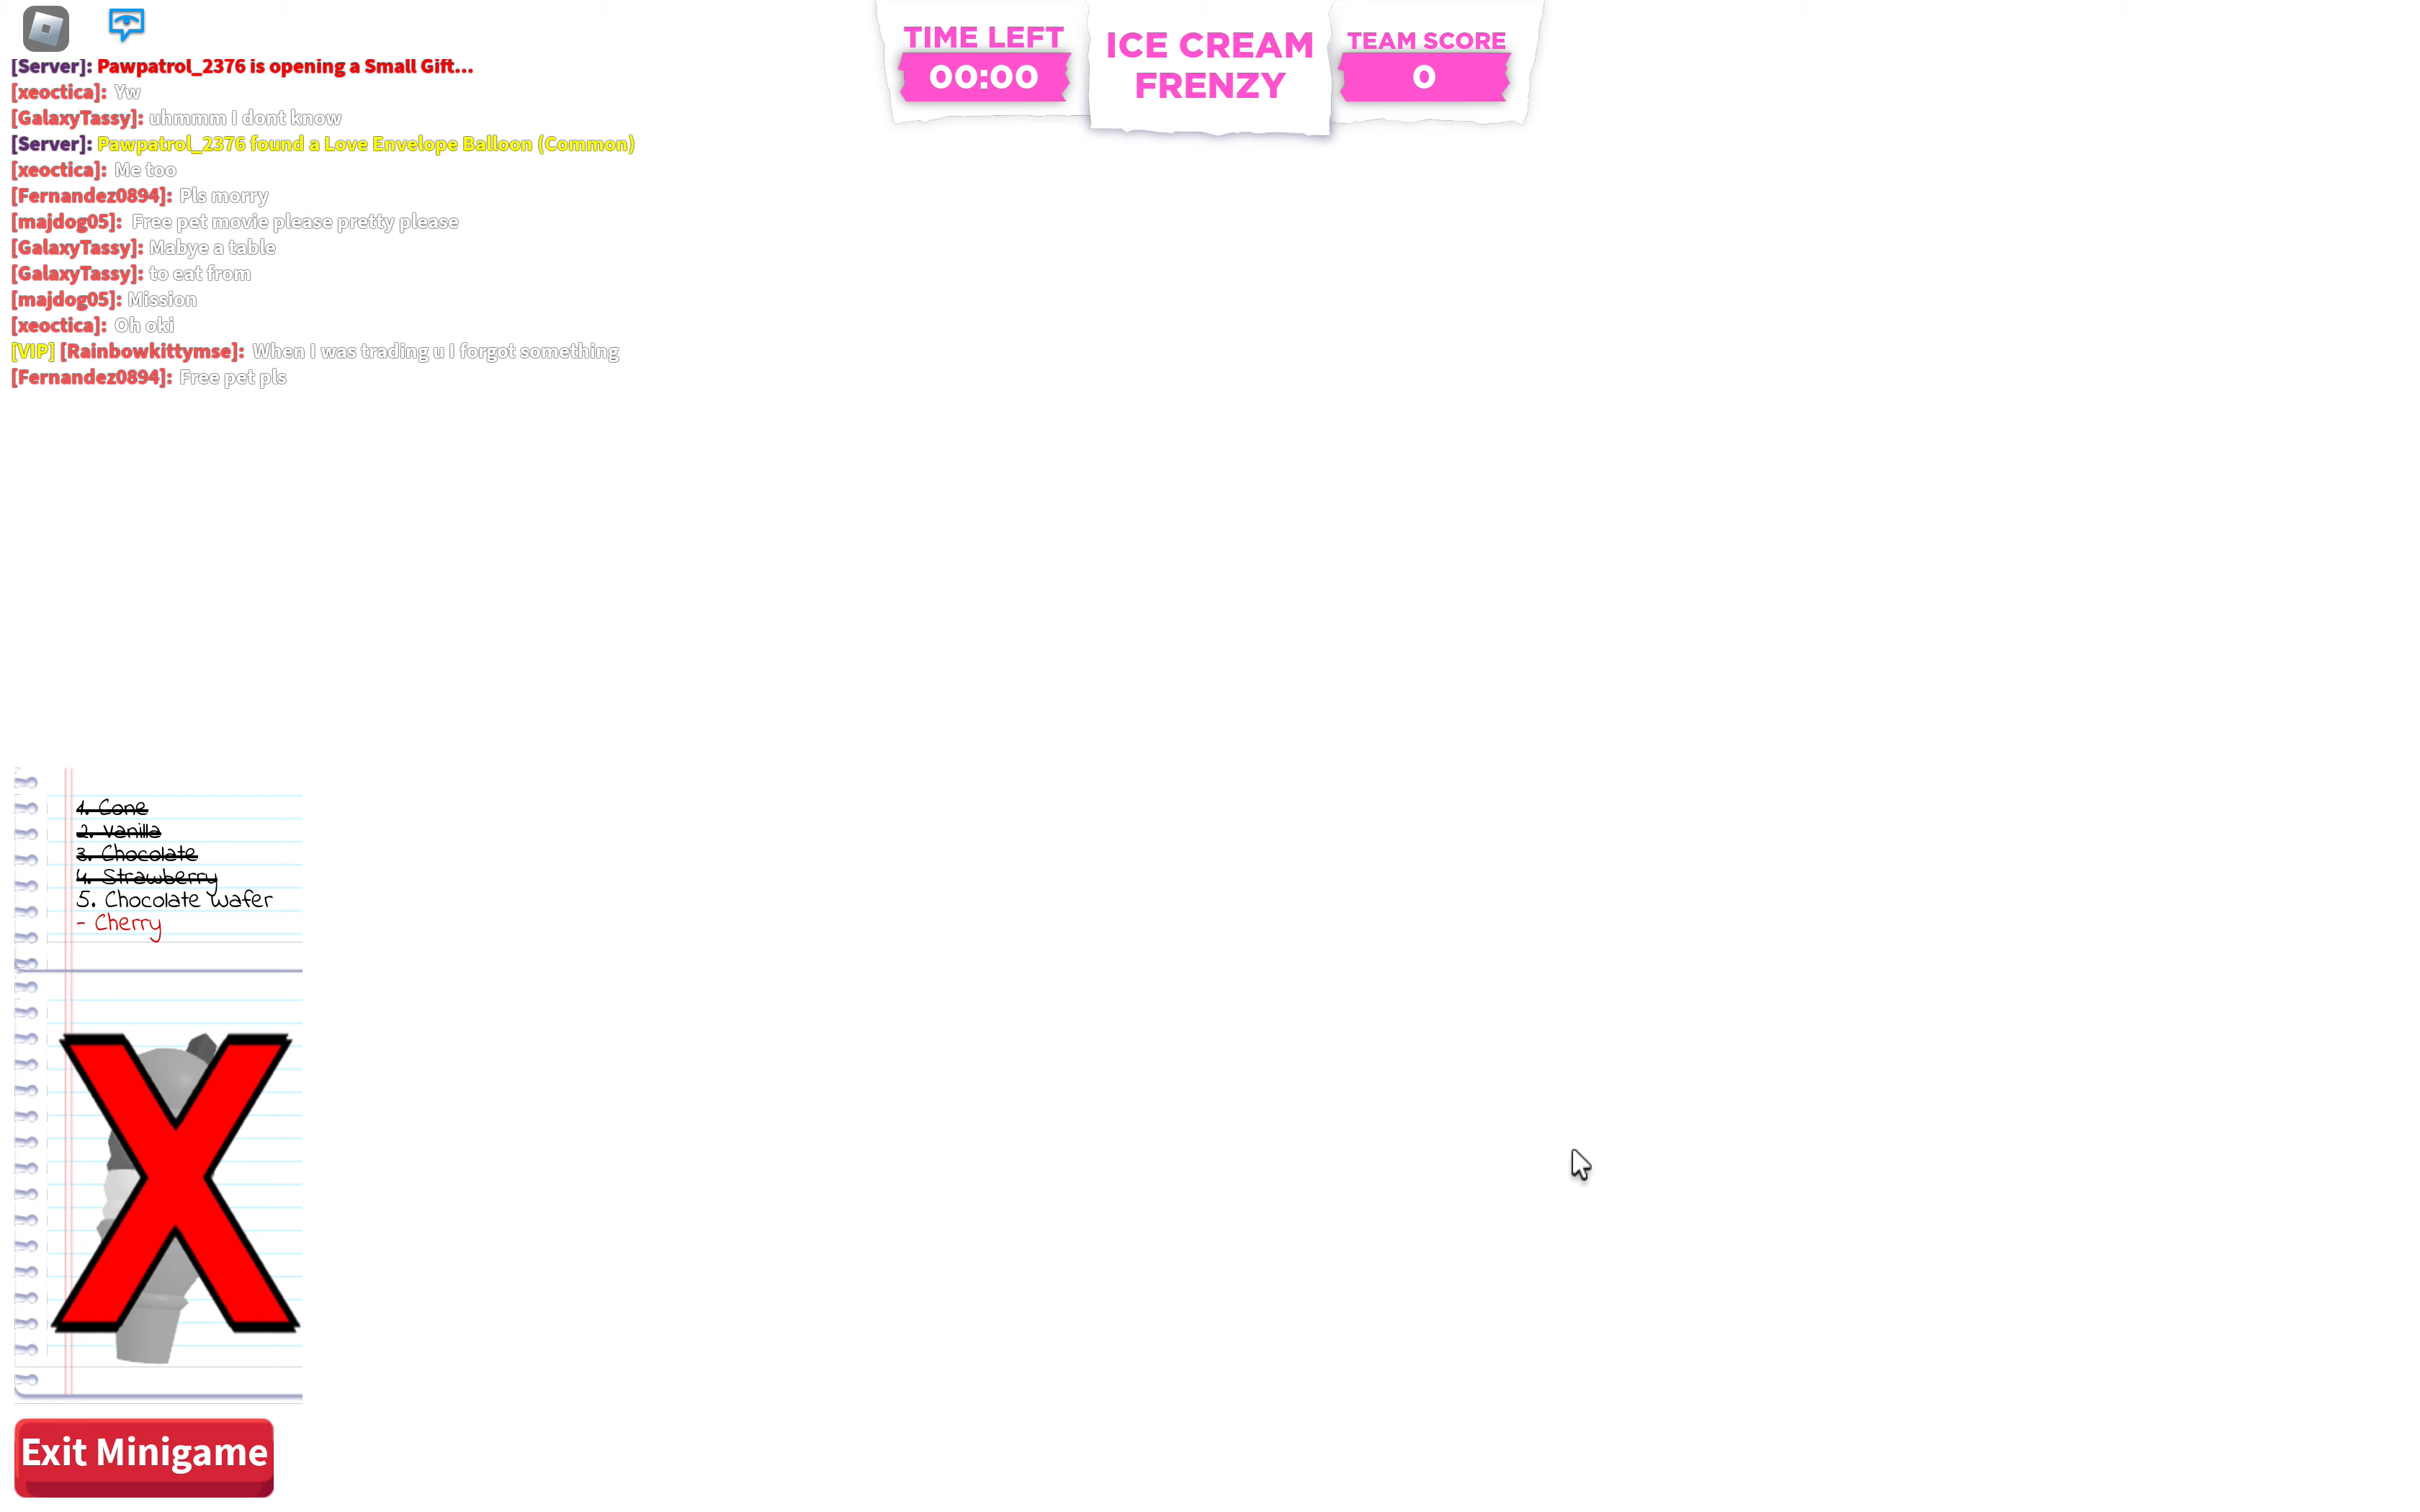 [Server]: Pawpatrol_2376 is opening a Small Gift...
[xeoctica]: Yw
[GalaxyTassy]: uhmmm I dont know
[Server]: Pawpatrol_2376 found a Love Envelope Balloon (Common)
[xeoctica]: Me too
[Fernandez0894]: Pls morry
[majdog05]: Free pet movie please pretty please
[GalaxyTassy]: Mabye a table
[GalaxyTassy]: to eat from
[majdog05]: Mission
[xeoctica]: Oh oki
[VIP] [Rainbowkittymse]: When I was trading u I forgot something
[Fernandez0894]: Free pet pls
TIME LEFT
00:00
ICE CREAM
FRENZY
TEAM SCORE
0
1. Cone
2. Vanilla
3. Chocolate
4. Strawberry
5. Chocolate Wafer
- Cherry
X
Exit Minigame